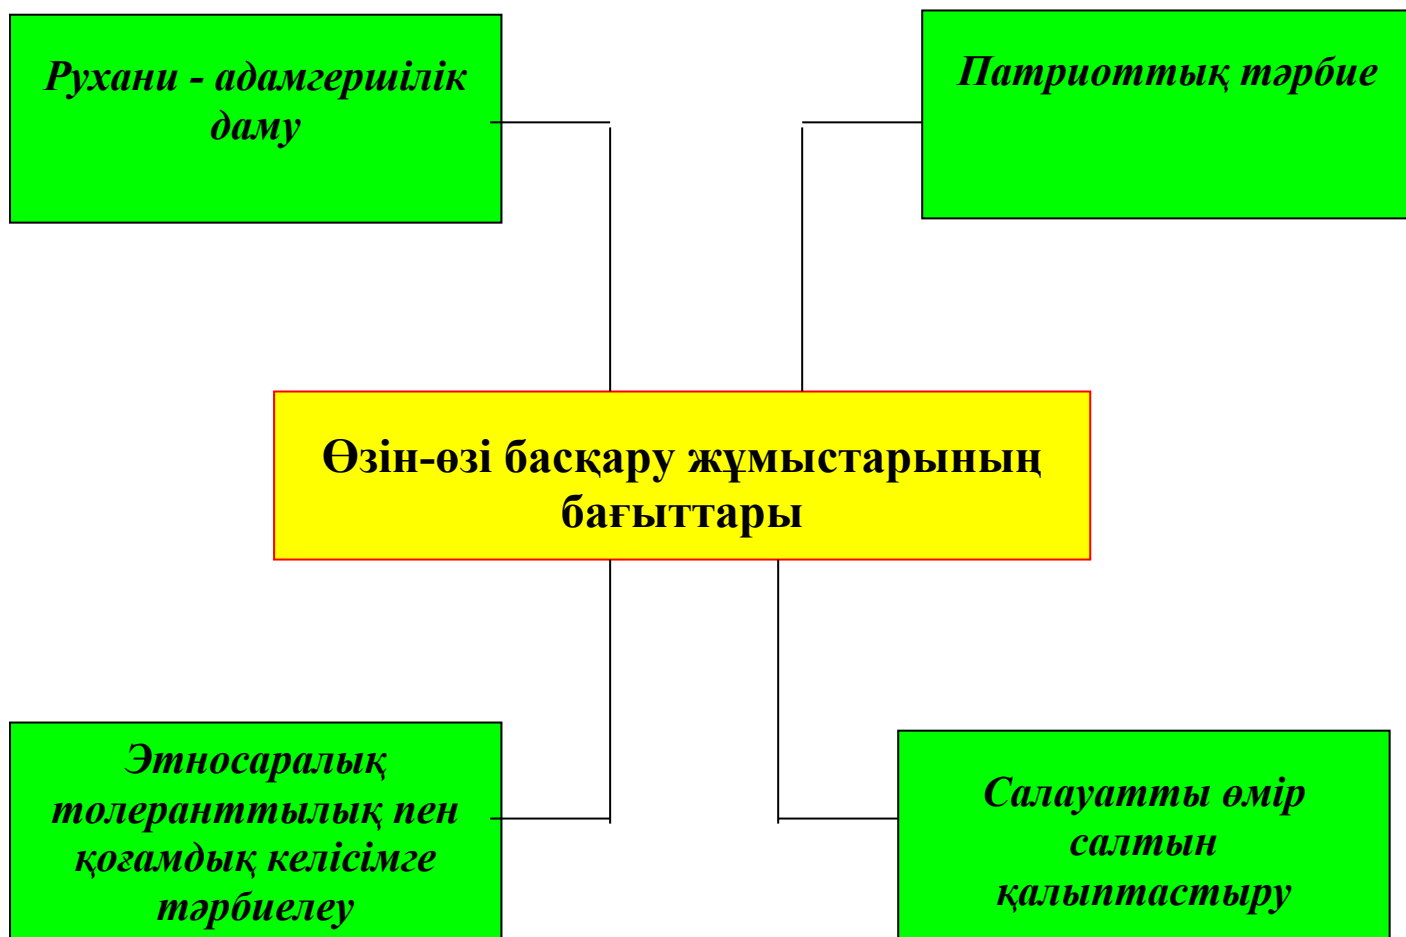 Рухани - адамгершілік
даму
Патриоттық тәрбие
Өзін-өзі басқару жұмыстарының
бағыттары
Этносаралық
толеранттылық пен
қоғамдық келісімге
тәрбиелеу
Салауатты өмір
салтын
қалыптастыру